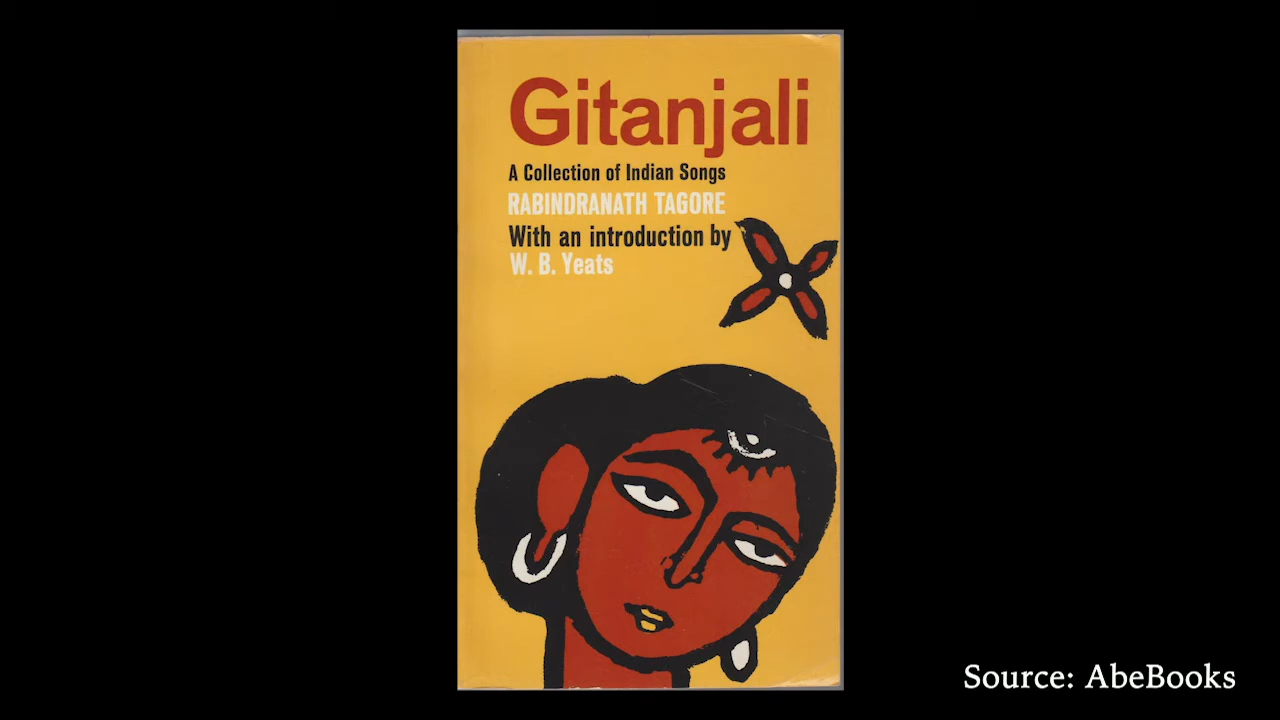 Gitanjali
A Collection of Indian Songs
RABINDRANATH TAGORE
With an introduction by
W. B. Yeats
Source: AbeBooks